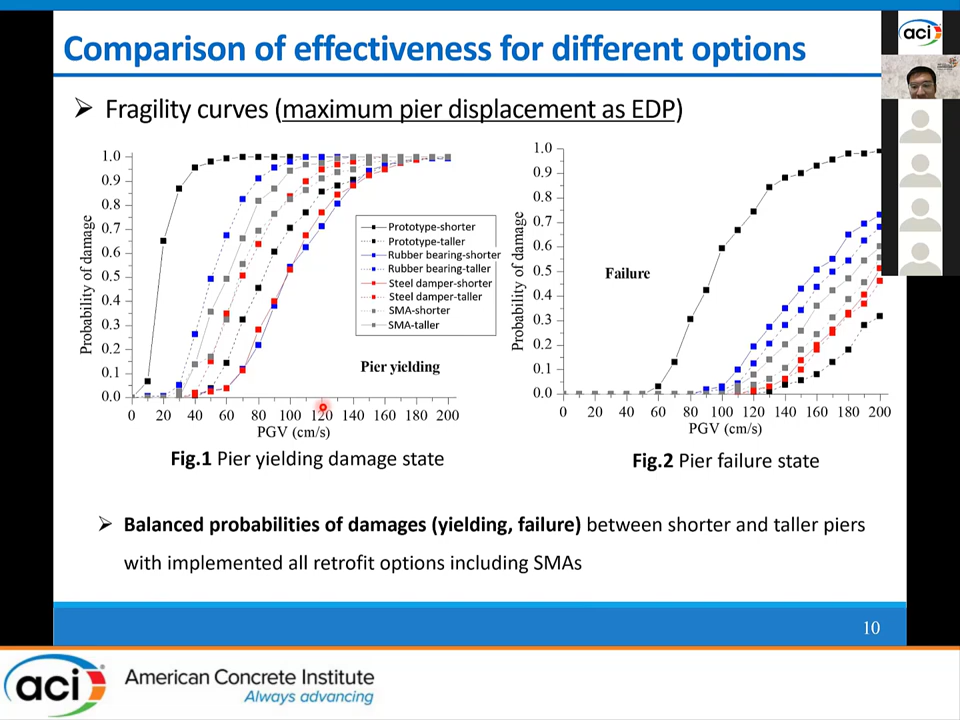 Comparison of effectiveness for different options
aci
➢ Fragility curves (maximum pier displacement as EDP)
1.0
0.9
0.8
0.7
0.6
0.5
0.4
0.3
0.2
0.1
0.0
Probability of damage
0 20 40 60 80 100 120 140 160 180 200
PGV (cm/s)
Prototype-shorter
Prototype-taller
Rubber bearing-shorter
Rubber bearing-taller
Steel damper-shorter
Steel damper-taller
SMA-shorter
SMA-taller
Pier yielding
Fig.1 Pier yielding damage state
1.0
0.9
0.8
0.7
0.6
0.5
0.4
0.3
0.2
0.1
0.0
Probability of damage
Failure
0 20 40 60 80 100 120 140 160 180 200
PGV (cm/s)
Fig.2 Pier failure state
➢ Balanced probabilities of damages (yielding, failure) between shorter and taller piers
with implemented all retrofit options including SMAs
10
aci
American Concrete Institute
Always advancing